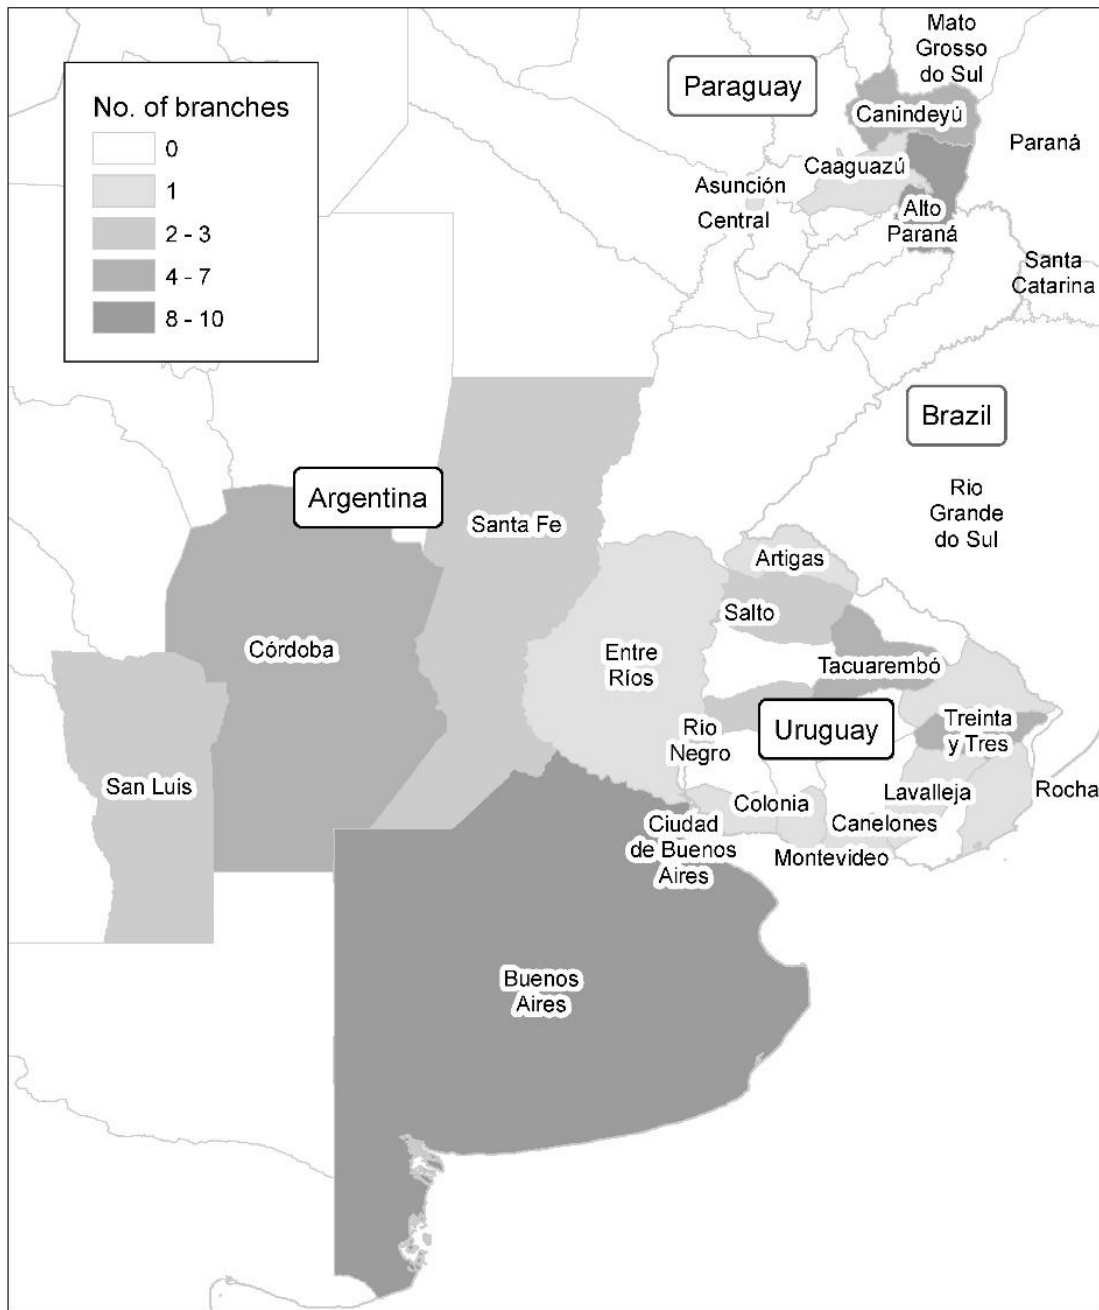 No. of branches
0
1
2 - 3
4 - 7
8 - 10
Mato
Grosso
do Sul
Paraguay
Canindeyú
Paraná
Caaguazú
Asunción
Central
Alto
Paraná
Santa
Catarina
Brazil
Rio
Grande
do Sul
Argentina
Santa Fe
Artigas
Salto
Córdoba
Entre
Ríos
Tacuarembó
Río
Negro
Uruguay
Treinta
y Tres
San Luis
Lavalleja
Rocha
Colonia
Canelones
Montevideo
Ciudad
de Buenos
Aires
Buenos
Aires